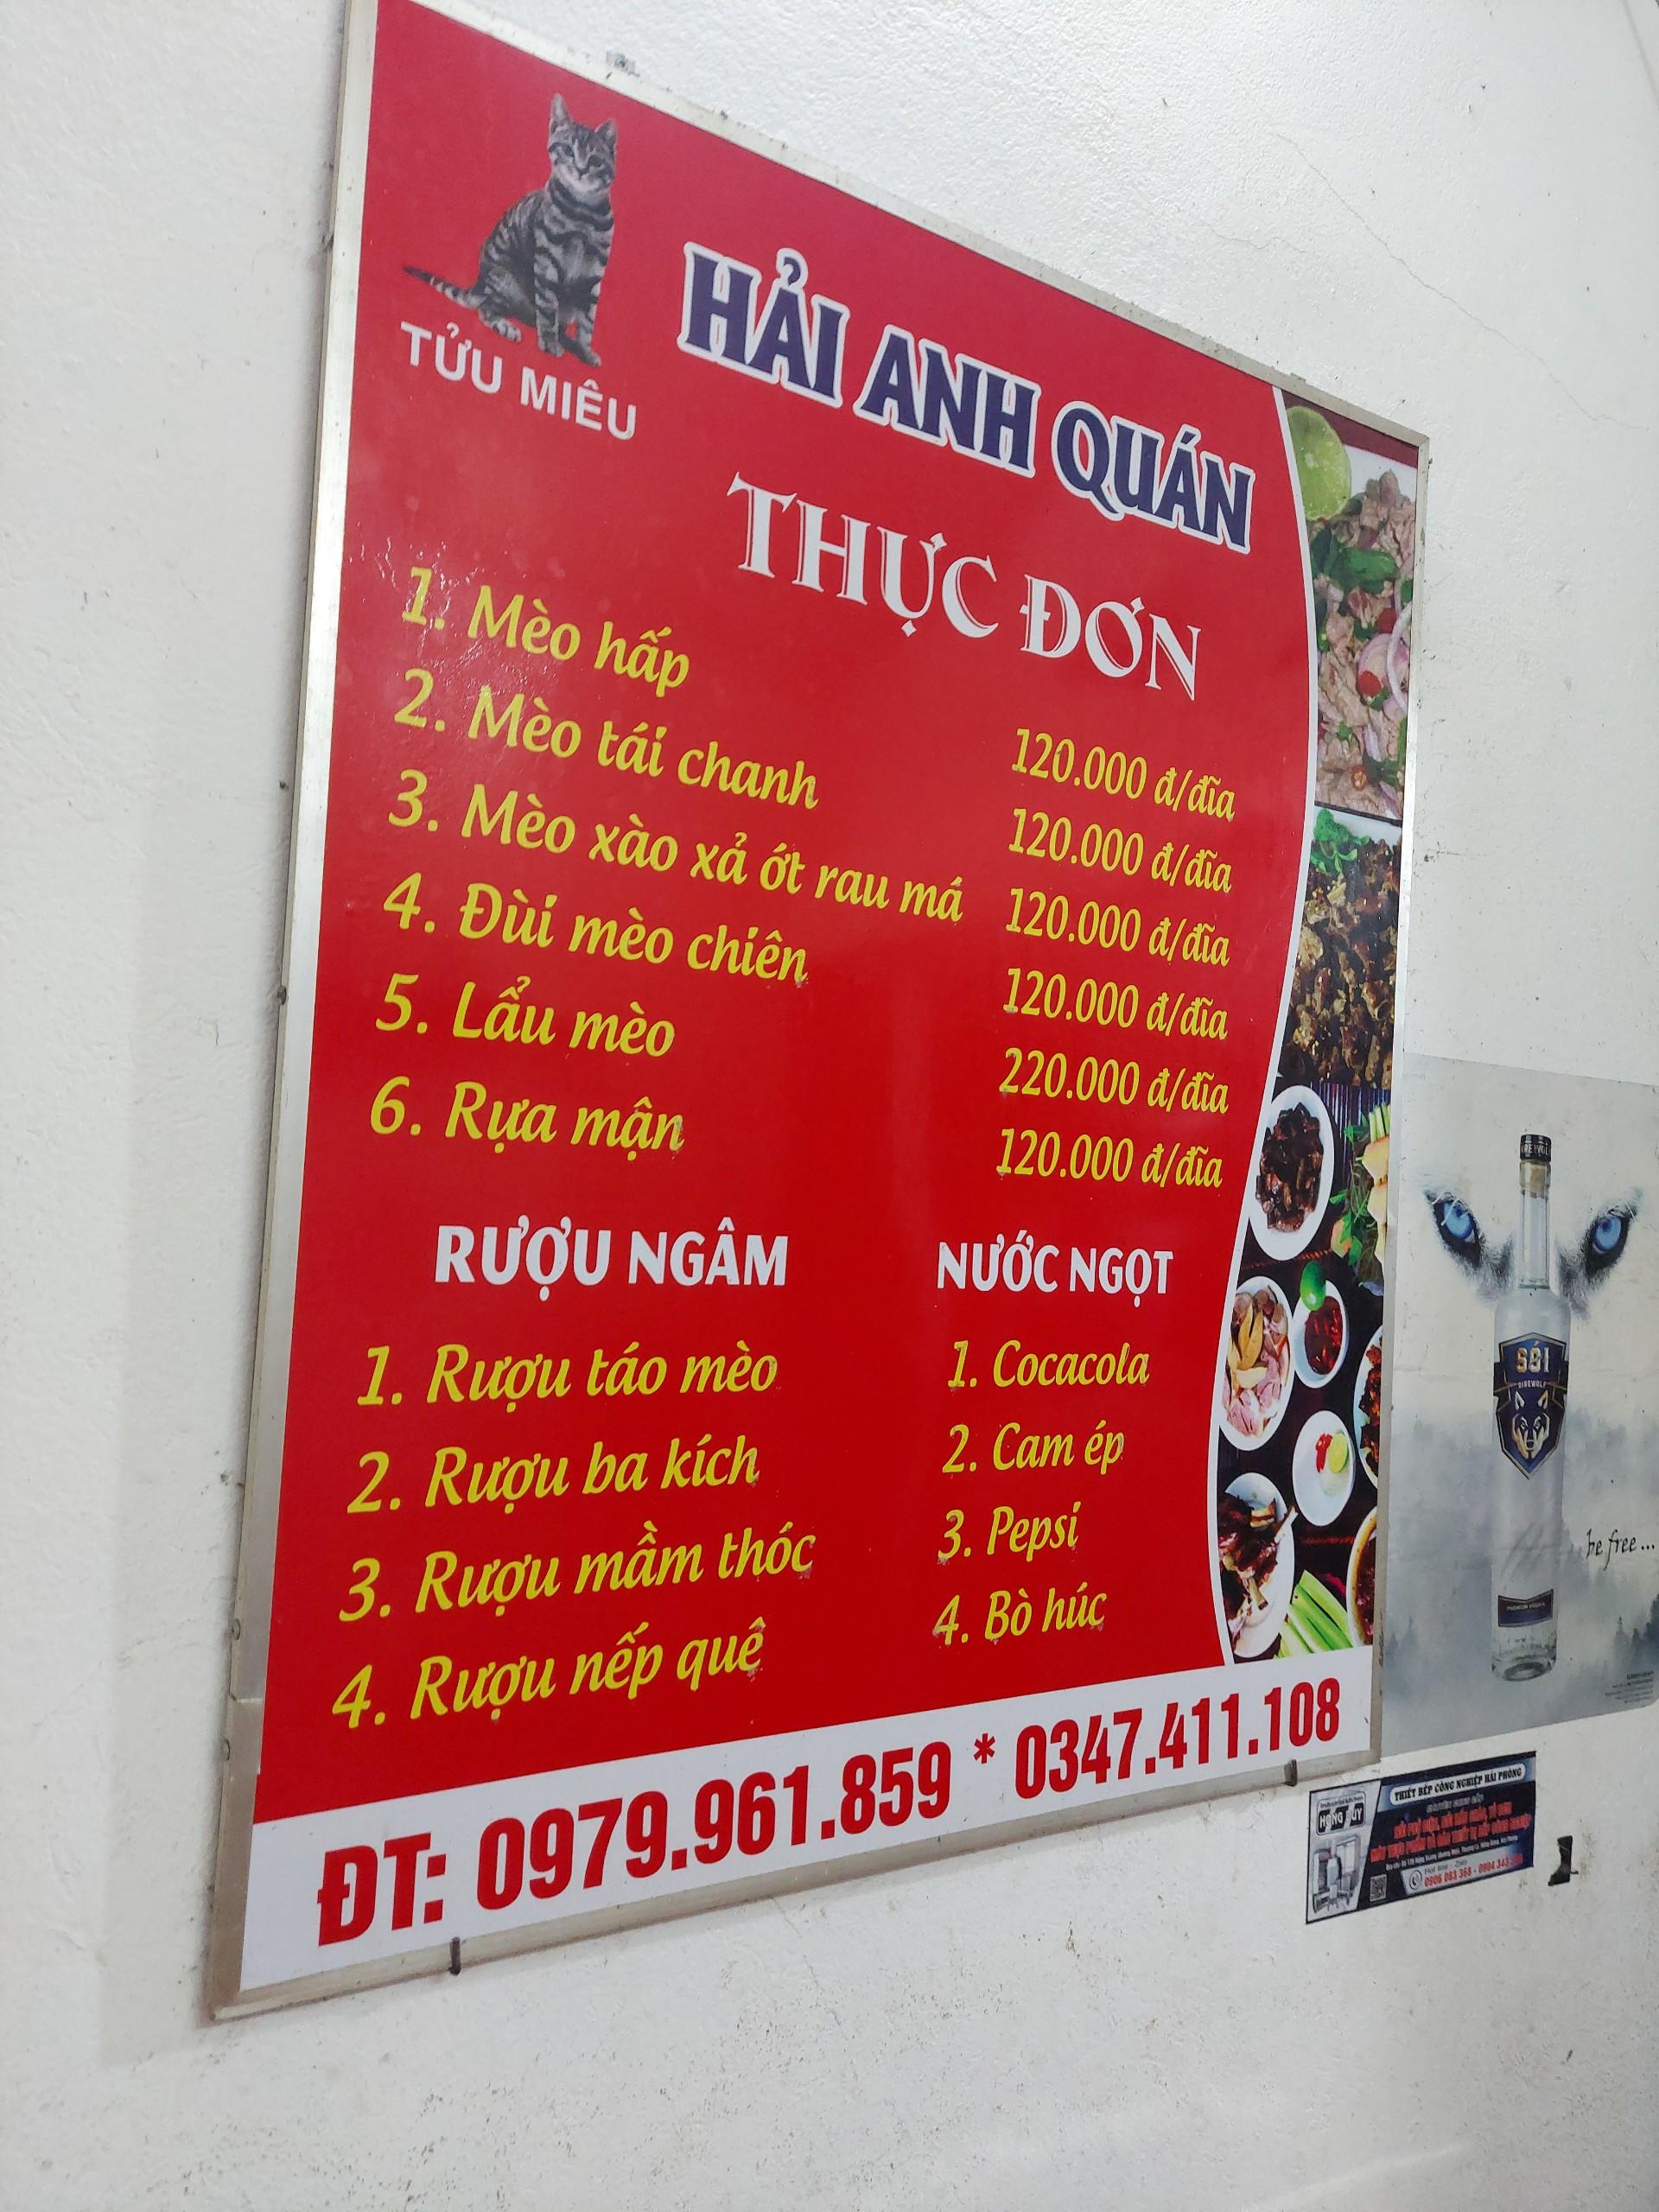 TỬU MIÊU
HẢI ANH QUÁN
THỰC ĐƠN
1. Mèo hấp 120.000 đ/đĩa
2. Mèo tái chanh 120.000 đ/đĩa
3. Mèo xào xả ớt rau má 120.000 đ/đĩa
4. Đùi mèo chiên 120.000 đ/đĩa
5. Lẩu mèo 220.000 đ/đĩa
6. Rựa mận 120.000 đ/đĩa
RƯỢU NGÂM
1. Rượu táo mèo
2. Rượu ba kích
3. Rượu mầm thóc
4. Rượu nếp quê
NƯỚC NGỌT
1. Cocacola
2. Cam ép
3. Pepsi
4. Bò húc
ĐT: 0979.961.859 * 0347.411.108
SÓI
DIREWOLF
be free...
THIẾT BẾP CÔNG NGHIỆP HẢI PHÒNG